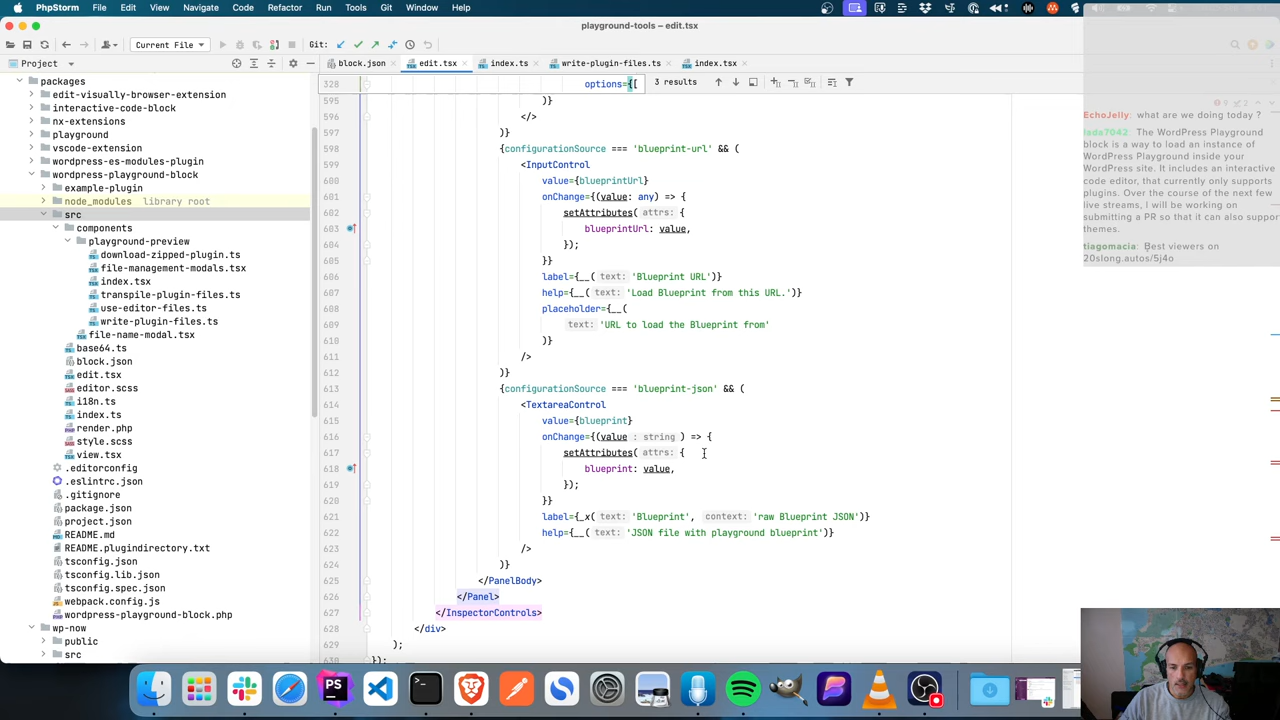 PhpStorm File Edit View Navigate Code Refactor Run Tools Git Window Help
playground-tools – edit.tsx
Current File Git:
Project block.json edit.tsx index.ts write-plugin-files.ts index.tsx
packages
edit-visually-browser-extension
interactive-code-block
nx-extensions
playground
vscode-extension
wordpress-es-modules-plugin
wordpress-playground-block
example-plugin
node_modules library root
src
components
playground-preview
download-zipped-plugin.ts
file-management-modals.tsx
index.tsx
transpile-plugin-files.ts
use-editor-files.ts
write-plugin-files.ts
file-name-modal.tsx
base64.ts
block.json
edit.tsx
editor.scss
i18n.ts
index.ts
render.php
style.scss
view.tsx
.editorconfig
.eslintrc.json
.gitignore
package.json
project.json
README.md
README.plugindirectory.txt
tsconfig.json
tsconfig.lib.json
tsconfig.spec.json
webpack.config.js
wordpress-playground-block.php
wp-now
public
src
328 options={[ 3 results
595 )}
596 </>
597 )}
598 {configurationSource === 'blueprint-url' && (
599 <InputControl
600 value={blueprintUrl}
601 onChange={(value: any) => {
602 setAttributes( attrs: {
603 blueprintUrl: value,
604 });
605 }}
606 label={__( text: 'Blueprint URL')}
607 help={__( text: 'Load Blueprint from this URL.')}
608 placeholder={__(
609 text: 'URL to load the Blueprint from'
610 )}
611 />
612 )}
613 {configurationSource === 'blueprint-json' && (
614 <TextareaControl
615 value={blueprint}
616 onChange={(value : string ) => {
617 setAttributes( attrs: {
618 blueprint: value,
619 });
620 }}
621 label={_x( text: 'Blueprint', context: 'raw Blueprint JSON')}
622 help={__( text: 'JSON file with playground blueprint')}
623 />
624 )}
625 </PanelBody>
626 </Panel>
627 </InspectorControls>
628 </div>
629 );
630 });
EchoJelly: what are we doing today ?
lada7042: The WordPress Playground
block is a way to load an instance of
WordPress Playground inside your
WordPress site. It includes an interactive
code editor, that currently only supports
plugins. Over the course of the next few
live streams, I will be working on
submitting a PR so that it can also suppor
themes.
tiagomacia: Best viewers on
20slong.autos/5j4o